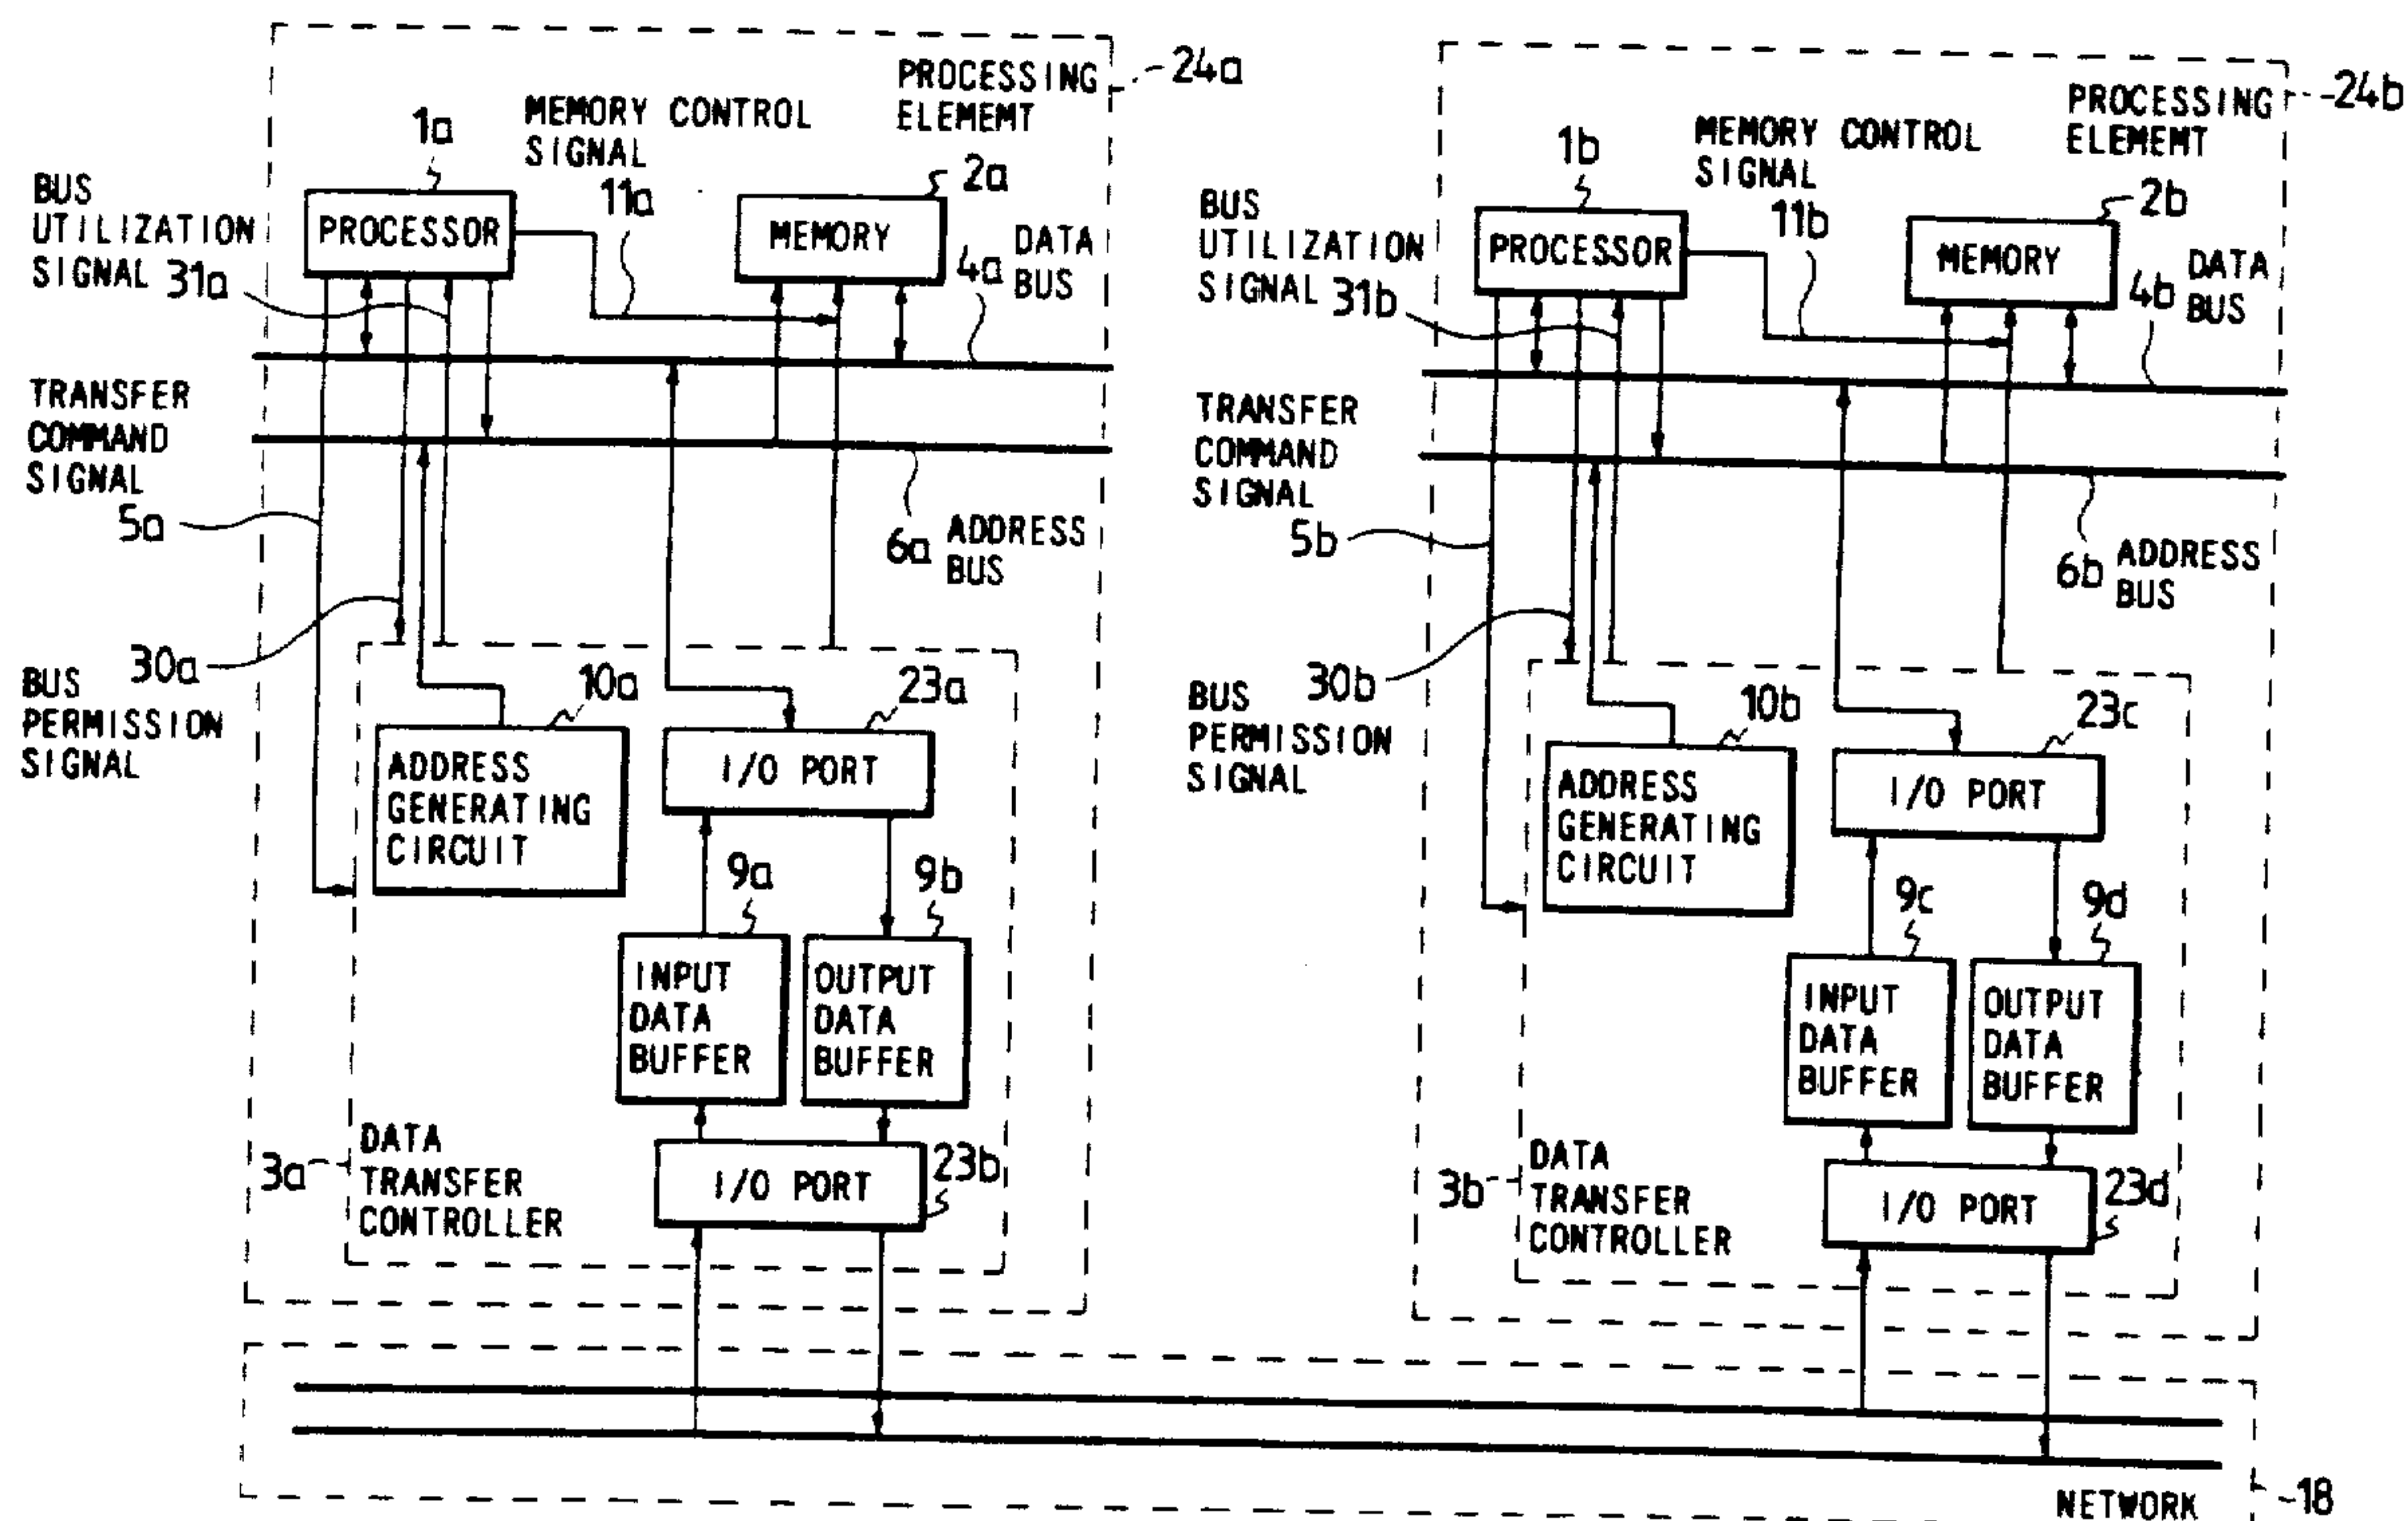 PROCESSING
ELEMEMT
24a
MEMORY CONTROL
SIGNAL
11a
1a
2a
BUS
UTILIZATION
SIGNAL 31a
PROCESSOR
MEMORY
4a DATA
BUS
TRANSFER
COMMAND
SIGNAL
5a
6a ADDRESS
BUS
30a
BUS
PERMISSION
SIGNAL
10a
23a
ADDRESS
GENERATING
CIRCUIT
I/O PORT
9a
9b
INPUT
DATA
BUFFER
OUTPUT
DATA
BUFFER
3a
DATA
TRANSFER
CONTROLLER
I/O PORT
23b
PROCESSING
ELEMEMT
24b
MEMORY CONTROL
SIGNAL
11b
1b
2b
BUS
UTILIZATION
SIGNAL 31b
PROCESSOR
MEMORY
4b DATA
BUS
TRANSFER
COMMAND
SIGNAL
5b
6b ADDRESS
BUS
30b
BUS
PERMISSION
SIGNAL
10b
23c
ADDRESS
GENERATING
CIRCUIT
I/O PORT
9c
9d
INPUT
DATA
BUFFER
OUTPUT
DATA
BUFFER
3b
DATA
TRANSFER
CONTROLLER
I/O PORT
23d
NETWORK
18